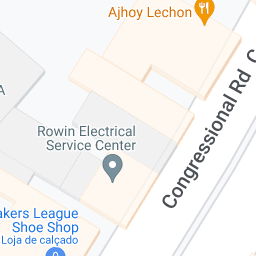 Ajhoy Lechon
A
Rowin Electrical
Service Center
Congressional Rd
C
akers League
Shoe Shop
Loja de calçado